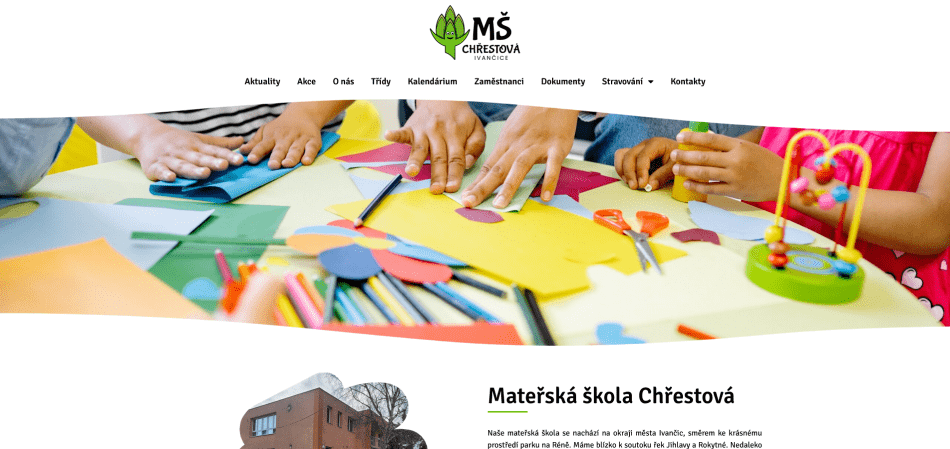 MŠ
CHŘESTOVÁ
IVANČICE
Aktuality Akce O nás Třídy Kalendárium Zaměstnanci Dokumenty Stravování Kontakty
Mateřská škola Chřestová
Naše mateřská škola se nachází na okraji města Ivančic, směrem ke krásnému
prostředí parku na Réně. Máme blízko k soutoku řek Jihlavy a Rokytné. Nedaleko